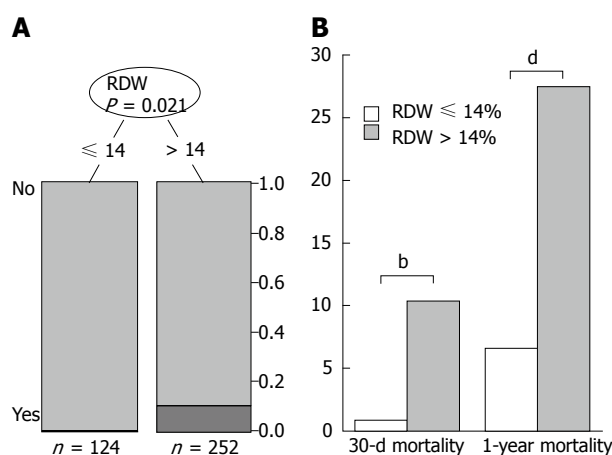 A
RDW
P = 0.021
≤ 14
> 14
No
Yes
1.0
0.8
0.6
0.4
0.2
0.0
n = 124
n = 252
B
30
25
20
15
10
5
0
d
RDW ≤ 14%
RDW > 14%
b
30-d mortality
1-year mortality